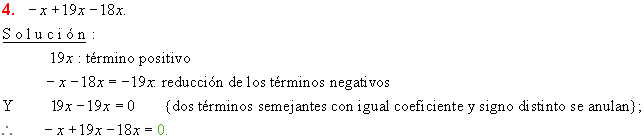 4. −x+19x−18x.
Solución:
19x : término positivo
−x−18x = −19x: reducción de los términos negativos
Y 19x−19x = 0 {dos términos semejantes con igual coeficiente y signo distinto se anulan};
∴ −x+19x−18x = 0.